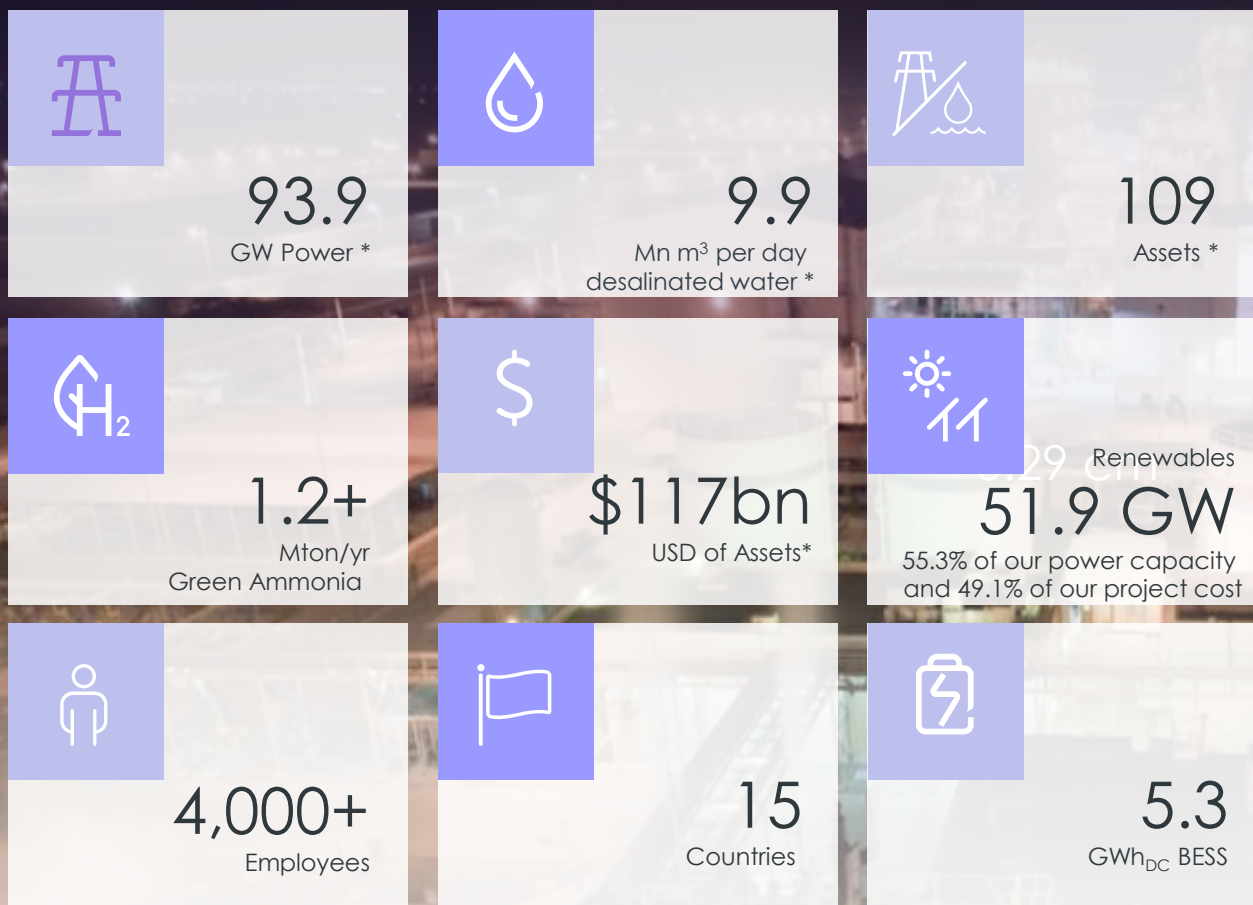 93.9
GW Power *
9.9
Mn m³ per day
desalinated water *
109
Assets *
H₂
1.2+
Mton/yr
Green Ammonia
$
$117bn
USD of Assets*
Renewables
51.9 GW
55.3% of our power capacity
and 49.1% of our project cost
4,000+
Employees
15
Countries
5.3
GWh_DC BESS